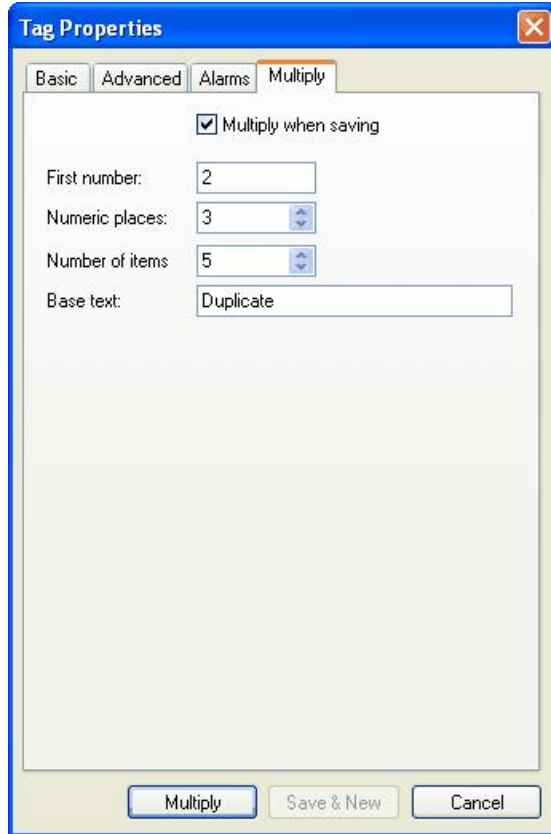 Tag Properties
Basic Advanced Alarms Multiply
Multiply when saving
First number: 2
Numeric places: 3
Number of items 5
Base text: Duplicate
Multiply Save & New Cancel